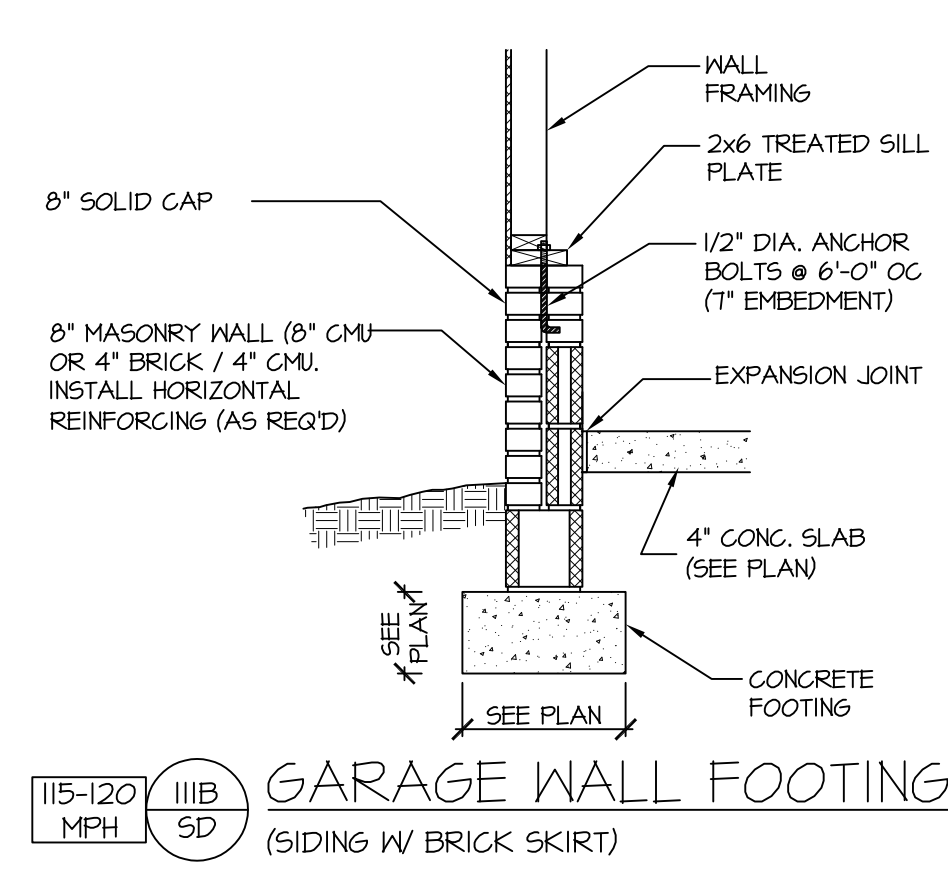 WALL
FRAMING
2x6 TREATED SILL
PLATE
8" SOLID CAP
1/2" DIA. ANCHOR
BOLTS @ 6'-0" OC
(7" EMBEDMENT)
8" MASONRY WALL (8" CMU
OR 4" BRICK / 4" CMU.
INSTALL HORIZONTAL
REINFORCING (AS REQ'D)
EXPANSION JOINT
4" CONC. SLAB
(SEE PLAN)
SEE
PLAN
CONCRETE
FOOTING
SEE PLAN
115-120
MPH
111B
SD
GARAGE WALL FOOTING
(SIDING W/ BRICK SKIRT)